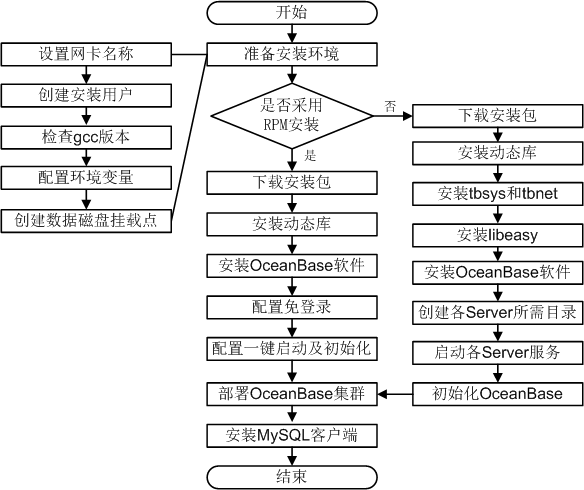 开始
准备安装环境
设置网卡名称
创建安装用户
检查gcc版本
配置环境变量
创建数据磁盘挂载点
是否采用
RPM安装
是
下载安装包
安装动态库
安装OceanBase软件
配置免登录
配置一键启动及初始化
部署OceanBase集群
安装MySQL客户端
结束
否
下载安装包
安装动态库
安装tbsys和tbnet
安装libeasy
安装OceanBase软件
创建各Server所需目录
启动各Server服务
初始化OceanBase